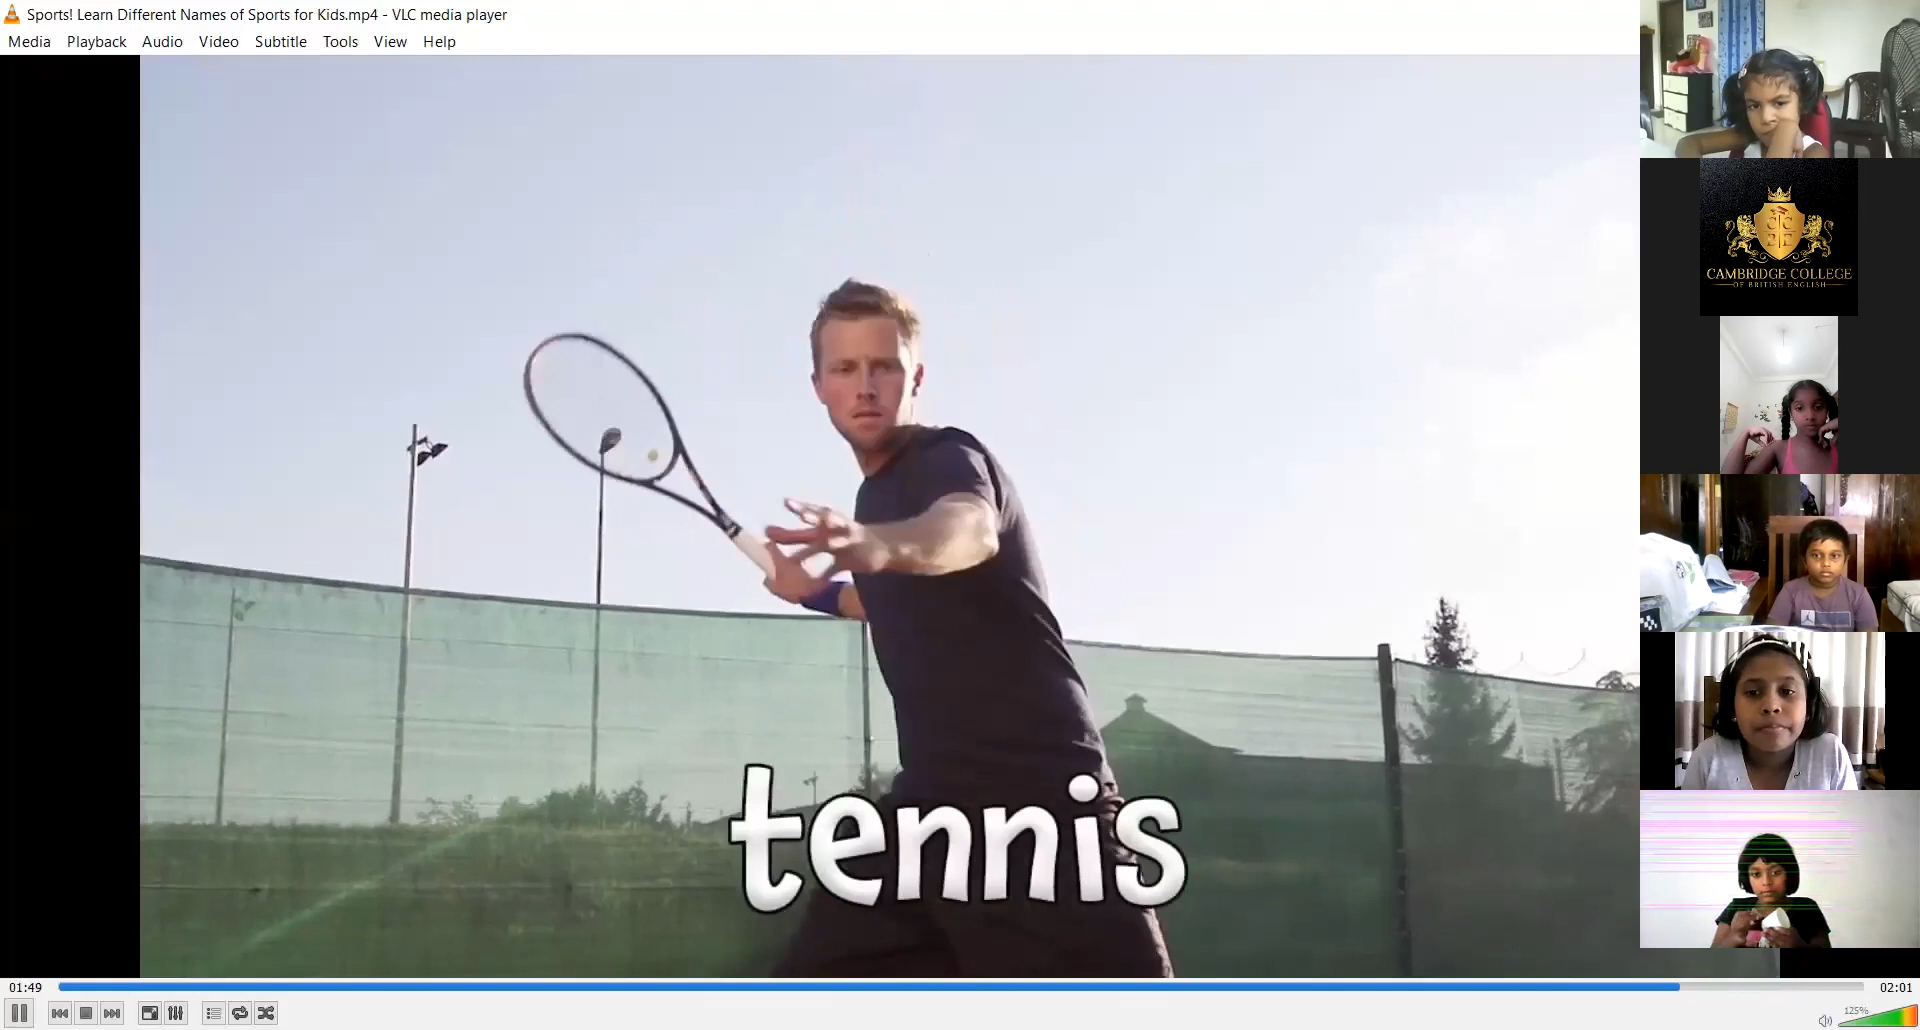 Sports! Learn Different Names of Sports for Kids.mp4 - VLC media player
Media Playback Audio Video Subtitle Tools View Help
CAMBRIDGE COLLEGE
OF BRITISH ENGLISH
tennis
01:49
02:01
125%